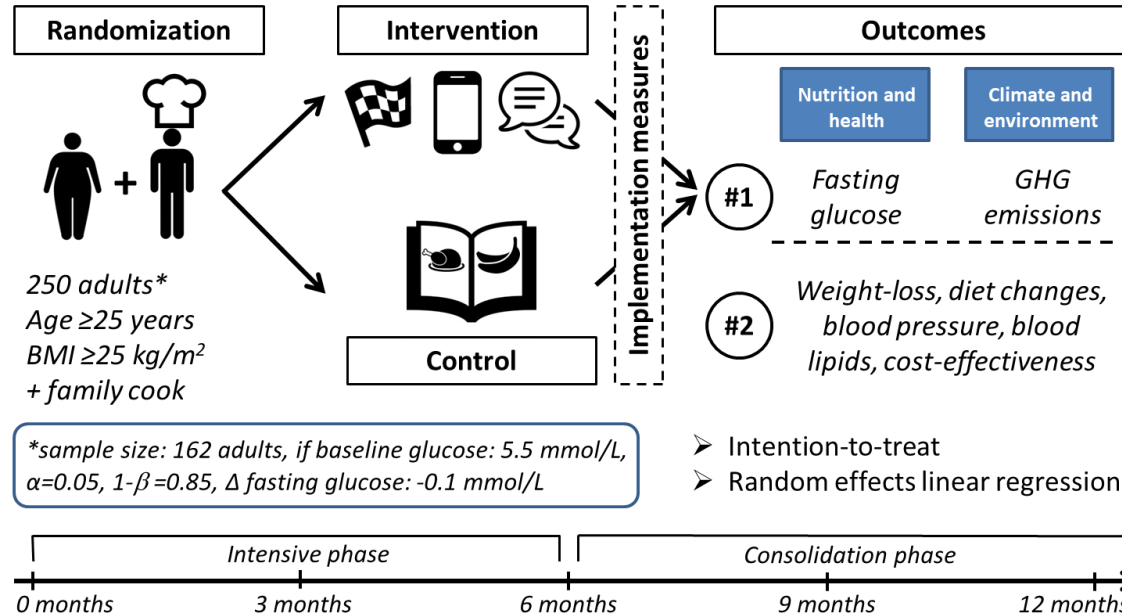 Randomization
Intervention
Implementation measures
Outcomes
Nutrition and
health
Climate and
environment
#1
Fasting
glucose
GHG
emissions
250 adults*
Age ≥25 years
BMI ≥25 kg/m²
+ family cook
+
Control
#2
Weight-loss, diet changes,
blood pressure, blood
lipids, cost-effectiveness
*sample size: 162 adults, if baseline glucose: 5.5 mmol/L,
α=0.05, 1-β=0.85, Δ fasting glucose: -0.1 mmol/L
➢ Intention-to-treat
➢ Random effects linear regression
Intensive phase
Consolidation phase
0 months
3 months
6 months
9 months
12 months